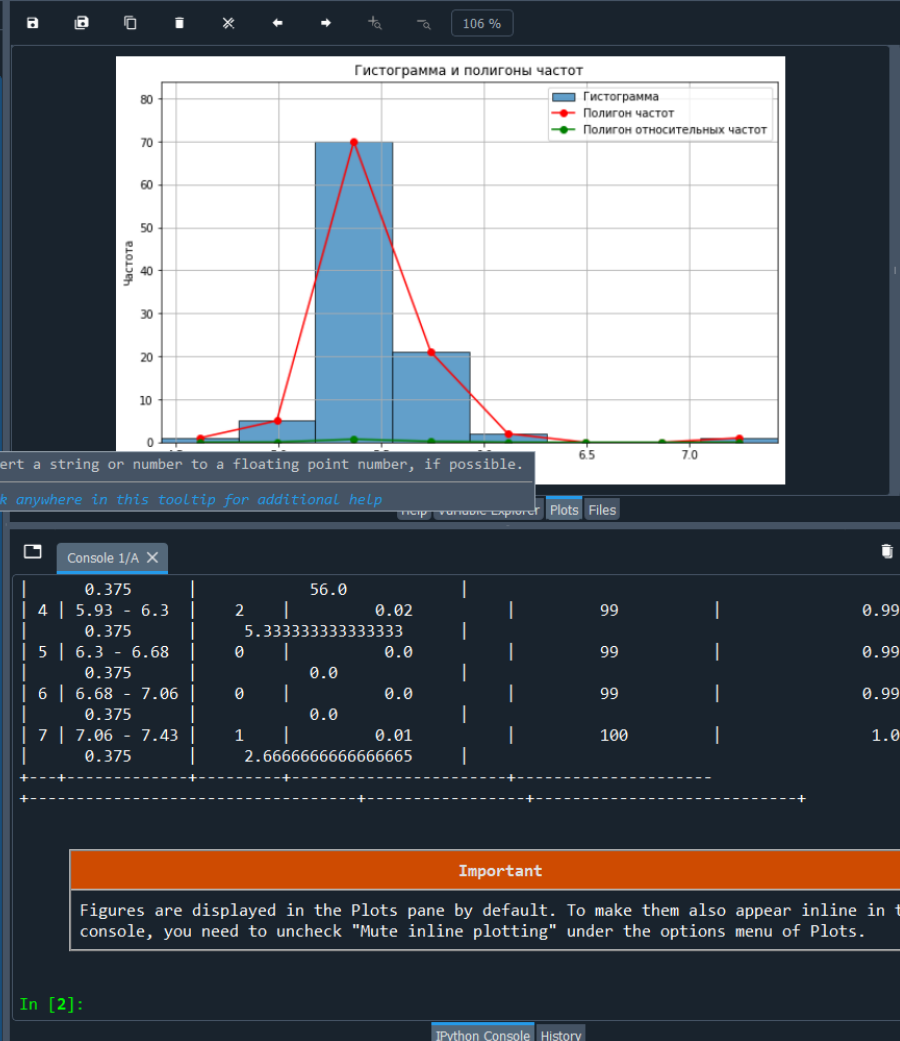 106 %
Гистограмма и полигоны частот
Гистограмма
Полигон частот
Полигон относительных частот
Частота
80
70
60
50
40
30
20
10
0
6.5 7.0
ert a string or number to a floating point number, if possible.
k anywhere in this tooltip for additional help
Help Variable Explorer Plots Files
Console 1/A
| 0.375 | 56.0 |
| 4 | 5.93 - 6.3 | 2 | 0.02 | 99 | 0.99
| 0.375 | 5.333333333333333 |
| 5 | 6.3 - 6.68 | 0 | 0.0 | 99 | 0.99
| 0.375 | 0.0 |
| 6 | 6.68 - 7.06 | 0 | 0.0 | 99 | 0.99
| 0.375 | 0.0 |
| 7 | 7.06 - 7.43 | 1 | 0.01 | 100 | 1.0
| 0.375 | 2.6666666666666665 |
+---+-------------+---------+-----------------------+---------------------
+-----------------------------------+-----------------+----------------------------+
Important
Figures are displayed in the Plots pane by default. To make them also appear inline in t
console, you need to uncheck "Mute inline plotting" under the options menu of Plots.
In [2]:
IPython Console History